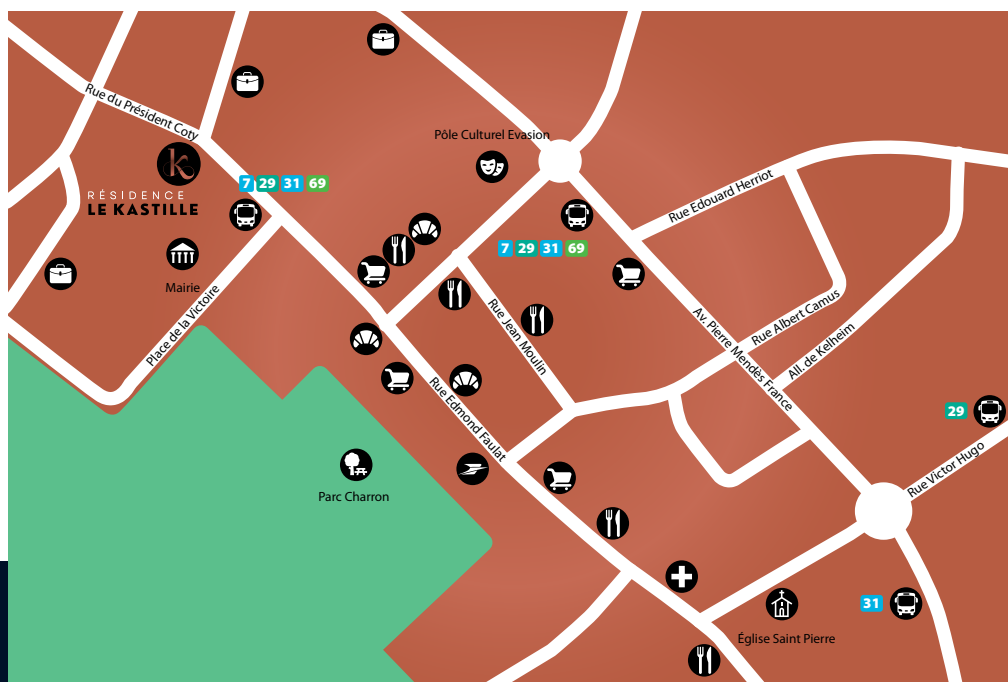 Rue du Président Coty
Pôle Culturel Evasion
k
RÉSIDENCE
LE KASTILLE
7 29 31 69
Rue Edouard Herriot
7 29 31 69
Mairie
Place de la Victoire
Rue Jean Moulin
Av. Pierre Mendès France
Rue Albert Camus
All. de Kelheim
Rue Edmond Faulat
29
Rue Victor Hugo
Parc Charron
31
Église Saint Pierre